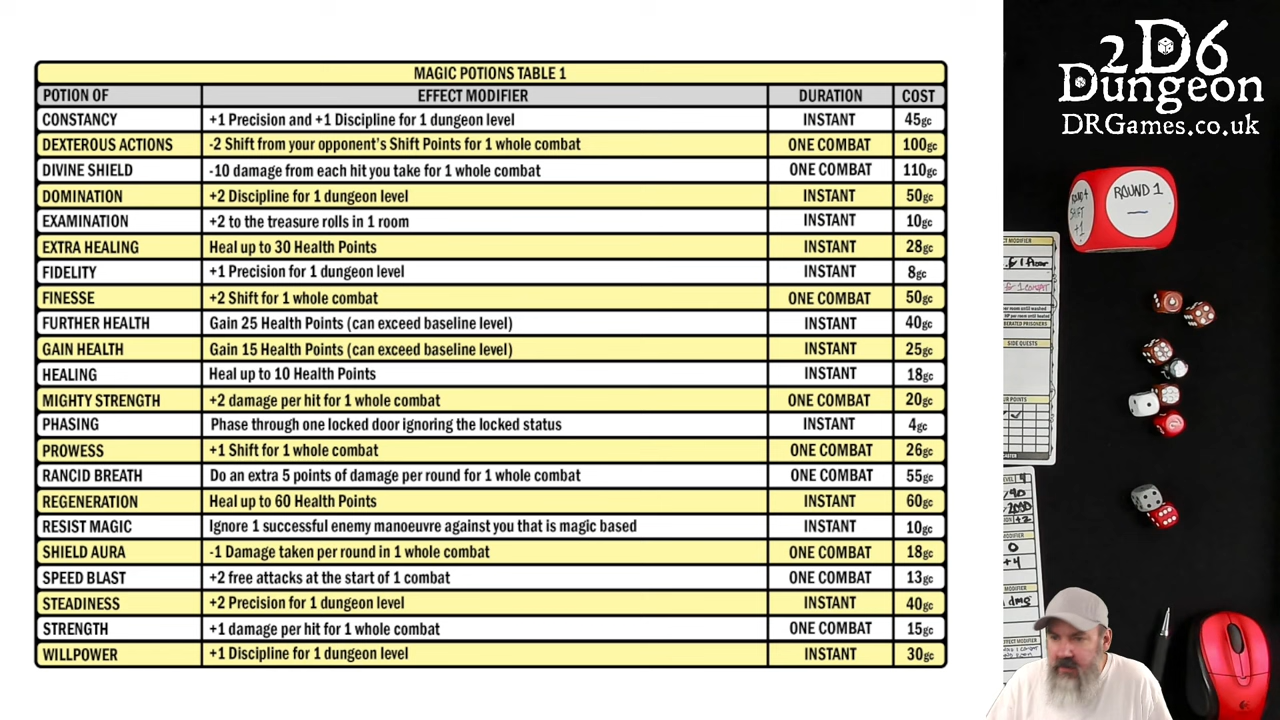 MAGIC POTIONS TABLE 1
POTION OF EFFECT MODIFIER DURATION COST
CONSTANCY +1 Precision and +1 Discipline for 1 dungeon level INSTANT 45gc
DEXTEROUS ACTIONS -2 Shift from your opponent's Shift Points for 1 whole combat ONE COMBAT 100gc
DIVINE SHIELD -10 damage from each hit you take for 1 whole combat ONE COMBAT 110gc
DOMINATION +2 Discipline for 1 dungeon level INSTANT 50gc
EXAMINATION +2 to the treasure rolls in 1 room INSTANT 10gc
EXTRA HEALING Heal up to 30 Health Points INSTANT 28gc
FIDELITY +1 Precision for 1 dungeon level INSTANT 8gc
FINESSE +2 Shift for 1 whole combat ONE COMBAT 50gc
FURTHER HEALTH Gain 25 Health Points (can exceed baseline level) INSTANT 40gc
GAIN HEALTH Gain 15 Health Points (can exceed baseline level) INSTANT 25gc
HEALING Heal up to 10 Health Points INSTANT 18gc
MIGHTY STRENGTH +2 damage per hit for 1 whole combat ONE COMBAT 20gc
PHASING Phase through one locked door ignoring the locked status INSTANT 4gc
PROWESS +1 Shift for 1 whole combat ONE COMBAT 26gc
RANCID BREATH Do an extra 5 points of damage per round for 1 whole combat ONE COMBAT 55gc
REGENERATION Heal up to 60 Health Points INSTANT 60gc
RESIST MAGIC Ignore 1 successful enemy manoeuvre against you that is magic based INSTANT 10gc
SHIELD AURA -1 Damage taken per round in 1 whole combat ONE COMBAT 18gc
SPEED BLAST +2 free attacks at the start of 1 combat ONE COMBAT 13gc
STEADINESS +2 Precision for 1 dungeon level INSTANT 40gc
STRENGTH +1 damage per hit for 1 whole combat ONE COMBAT 15gc
WILLPOWER +1 Discipline for 1 dungeon level INSTANT 30gc
2D6
Dungeon
DRGames.co.uk
ROUND 1
SHIFT
+1
MODIFIER
1 floor
1 COMBAT
SIDE QUESTS
MODIFIER
0
+4
MODIFIER
dmg